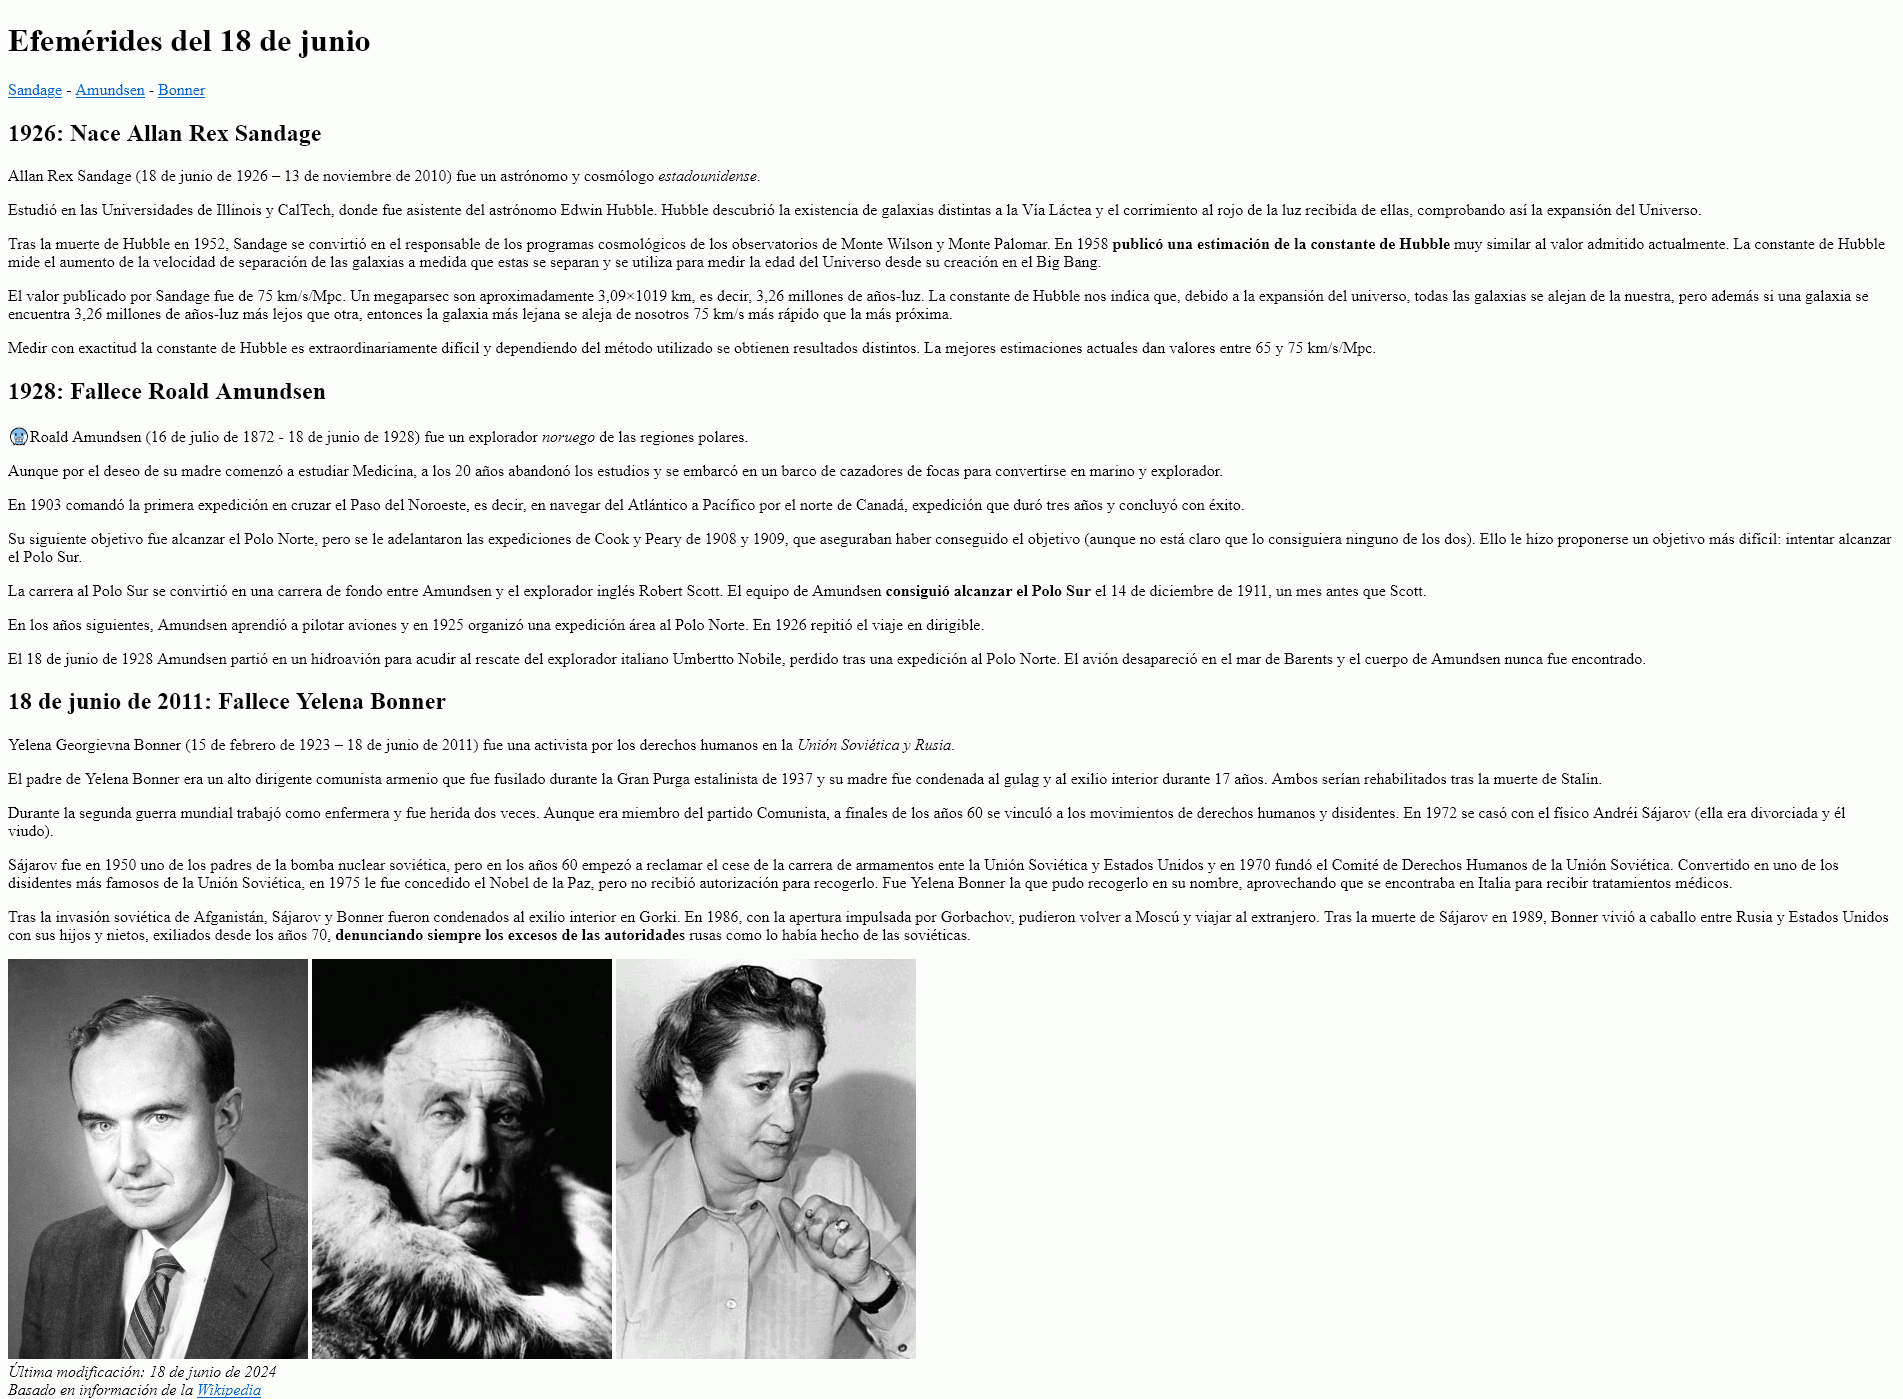 Efemérides del 18 de junio
Sandage - Amundsen - Bonner
1926: Nace Allan Rex Sandage
Allan Rex Sandage (18 de junio de 1926 – 13 de noviembre de 2010) fue un astrónomo y cosmólogo estadounidense.
Estudió en las Universidades de Illinois y CalTech, donde fue asistente del astrónomo Edwin Hubble. Hubble descubrió la existencia de galaxias distintas a la Vía Láctea y el corrimiento al rojo de la luz recibida de ellas, comprobando así la expansión del Universo.
Tras la muerte de Hubble en 1952, Sandage se convirtió en el responsable de los programas cosmológicos de los observatorios de Monte Wilson y Monte Palomar. En 1958 publicó una estimación de la constante de Hubble muy similar al valor admitido actualmente. La constante de Hubble
mide el aumento de la velocidad de separación de las galaxias a medida que estas se separan y se utiliza para medir la edad del Universo desde su creación en el Big Bang.
El valor publicado por Sandage fue de 75 km/s/Mpc. Un megaparsec son aproximadamente 3,09×1019 km, es decir, 3,26 millones de años-luz. La constante de Hubble nos indica que, debido a la expansión del universo, todas las galaxias se alejan de la nuestra, pero además si una galaxia se
encuentra 3,26 millones de años-luz más lejos que otra, entonces la galaxia más lejana se aleja de nosotros 75 km/s más rápido que la más próxima.
Medir con exactitud la constante de Hubble es extraordinariamente difícil y dependiendo del método utilizado se obtienen resultados distintos. La mejores estimaciones actuales dan valores entre 65 y 75 km/s/Mpc.
1928: Fallece Roald Amundsen
Roald Amundsen (16 de julio de 1872 - 18 de junio de 1928) fue un explorador noruego de las regiones polares.
Aunque por el deseo de su madre comenzó a estudiar Medicina, a los 20 años abandonó los estudios y se embarcó en un barco de cazadores de focas para convertirse en marino y explorador.
En 1903 comandó la primera expedición en cruzar el Paso del Noroeste, es decir, en navegar del Atlántico a Pacífico por el norte de Canadá, expedición que duró tres años y concluyó con éxito.
Su siguiente objetivo fue alcanzar el Polo Norte, pero se le adelantaron las expediciones de Cook y Peary de 1908 y 1909, que aseguraban haber conseguido el objetivo (aunque no está claro que lo consiguiera ninguno de los dos). Ello le hizo proponerse un objetivo más difícil: intentar alcanzar
el Polo Sur.
La carrera al Polo Sur se convirtió en una carrera de fondo entre Amundsen y el explorador inglés Robert Scott. El equipo de Amundsen consiguió alcanzar el Polo Sur el 14 de diciembre de 1911, un mes antes que Scott.
En los años siguientes, Amundsen aprendió a pilotar aviones y en 1925 organizó una expedición área al Polo Norte. En 1926 repitió el viaje en dirigible.
El 18 de junio de 1928 Amundsen partió en un hidroavión para acudir al rescate del explorador italiano Umbertto Nobile, perdido tras una expedición al Polo Norte. El avión desapareció en el mar de Barents y el cuerpo de Amundsen nunca fue encontrado.
18 de junio de 2011: Fallece Yelena Bonner
Yelena Georgievna Bonner (15 de febrero de 1923 – 18 de junio de 2011) fue una activista por los derechos humanos en la Unión Soviética y Rusia.
El padre de Yelena Bonner era un alto dirigente comunista armenio que fue fusilado durante la Gran Purga estalinista de 1937 y su madre fue condenada al gulag y al exilio interior durante 17 años. Ambos serían rehabilitados tras la muerte de Stalin.
Durante la segunda guerra mundial trabajó como enfermera y fue herida dos veces. Aunque era miembro del partido Comunista, a finales de los años 60 se vinculó a los movimientos de derechos humanos y disidentes. En 1972 se casó con el físico Andréi Sájarov (ella era divorciada y él
viudo).
Sájarov fue en 1950 uno de los padres de la bomba nuclear soviética, pero en los años 60 empezó a reclamar el cese de la carrera de armamentos ente la Unión Soviética y Estados Unidos y en 1970 fundó el Comité de Derechos Humanos de la Unión Soviética. Convertido en uno de los
disidentes más famosos de la Unión Soviética, en 1975 le fue concedido el Nobel de la Paz, pero no recibió autorización para recogerlo. Fue Yelena Bonner la que pudo recogerlo en su nombre, aprovechando que se encontraba en Italia para recibir tratamientos médicos.
Tras la invasión soviética de Afganistán, Sájarov y Bonner fueron condenados al exilio interior en Gorki. En 1986, con la apertura impulsada por Gorbachov, pudieron volver a Moscú y viajar al extranjero. Tras la muerte de Sájarov en 1989, Bonner vivió a caballo entre Rusia y Estados Unidos
con sus hijos y nietos, exiliados desde los años 70, denunciando siempre los excesos de las autoridades rusas como lo había hecho de las soviéticas.
Última modificación: 18 de junio de 2024
Basado en información de la Wikipedia